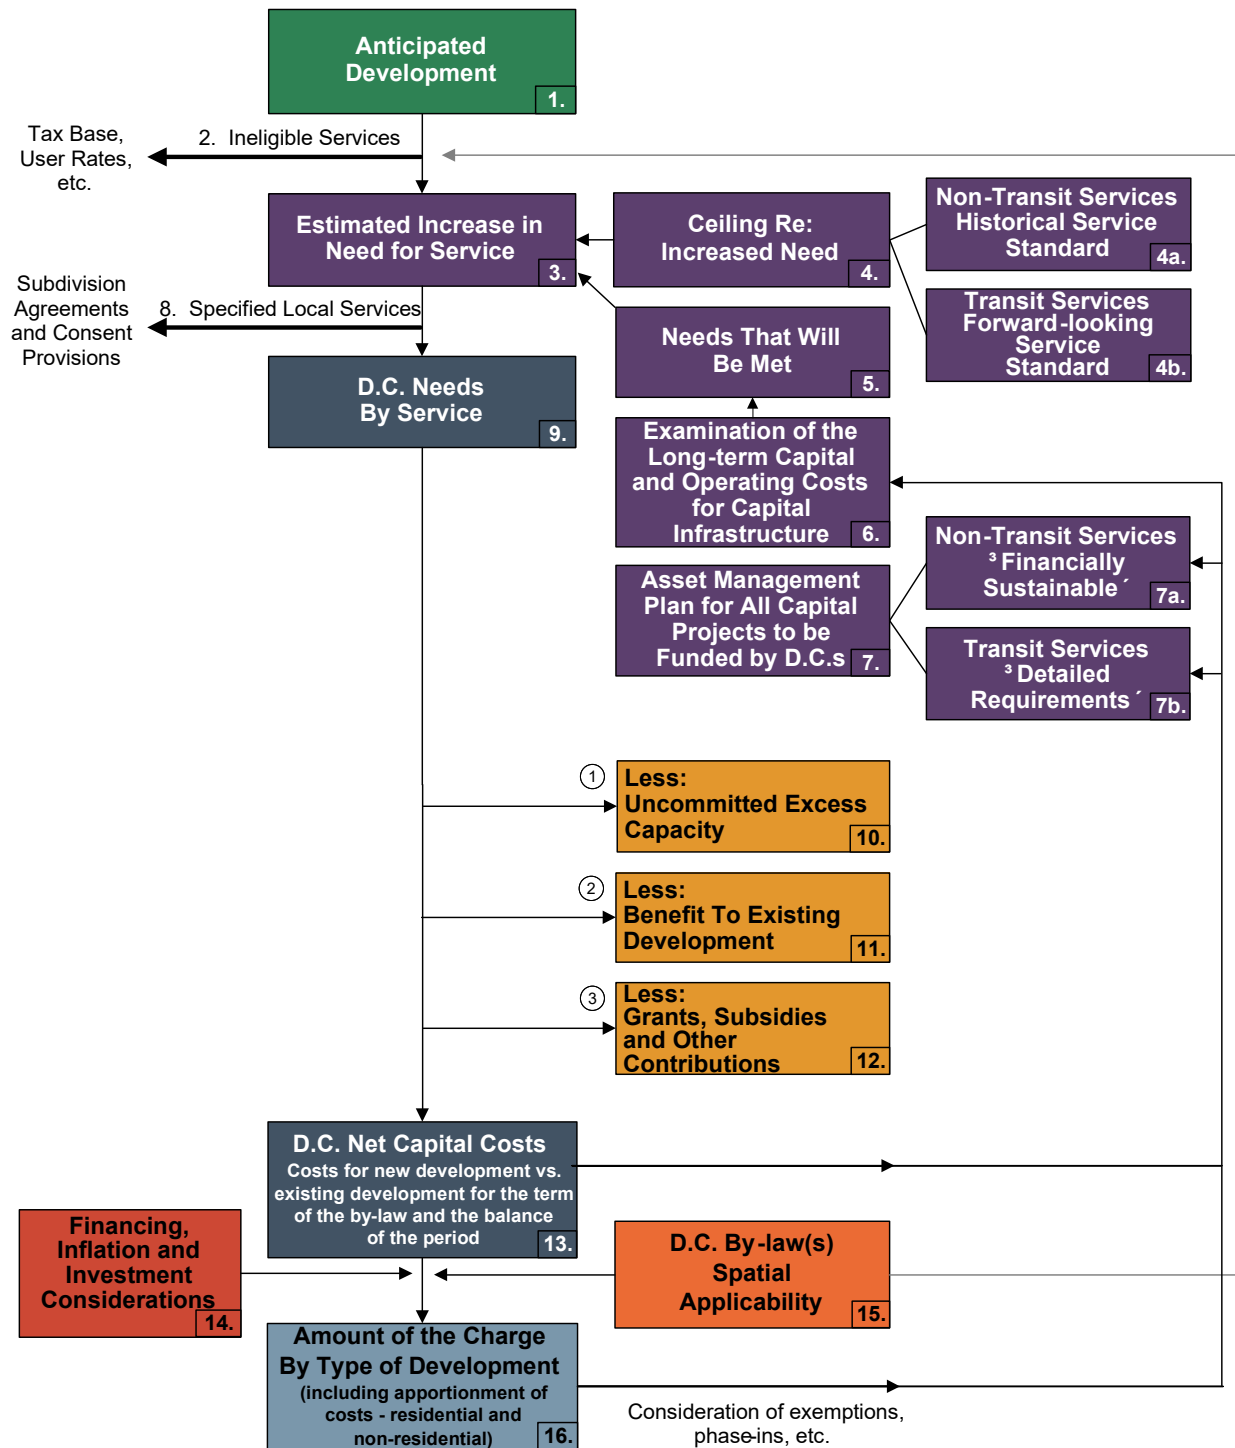 Anticipated
Development
1.
Tax Base,
User Rates,
etc.
2. Ineligible Services
Estimated Increase in
Need for Service
3.
Ceiling Re:
Increased Need
4.
Non-Transit Services
Historical Service
Standard
4a.
Transit Services
Forward-looking
Service
Standard
4b.
Subdivision
Agreements
and Consent
Provisions
8. Specified Local Services
Needs That Will
Be Met
5.
D.C. Needs
By Service
9.
Examination of the
Long-term Capital
and Operating Costs
for Capital
Infrastructure
6.
Non-Transit Services
³Financially
Sustainable´
7a.
Asset Management
Plan for All Capital
Projects to be
Funded by D.C.s
7.
Transit Services
³Detailed
Requirements´
7b.
1
Less:
Uncommitted Excess
Capacity
10.
2
Less:
Benefit To Existing
Development
11.
3
Less:
Grants, Subsidies
and Other
Contributions
12.
D.C. Net Capital Costs
Costs for new development vs.
existing development for the term
of the by-law and the balance
of the period
13.
Financing,
Inflation and
Investment
Considerations
14.
D.C. By-law(s)
Spatial
Applicability
15.
Amount of the Charge
By Type of Development
(including apportionment of
costs - residential and
non-residential)
16.
Consideration of exemptions,
phase-ins, etc.